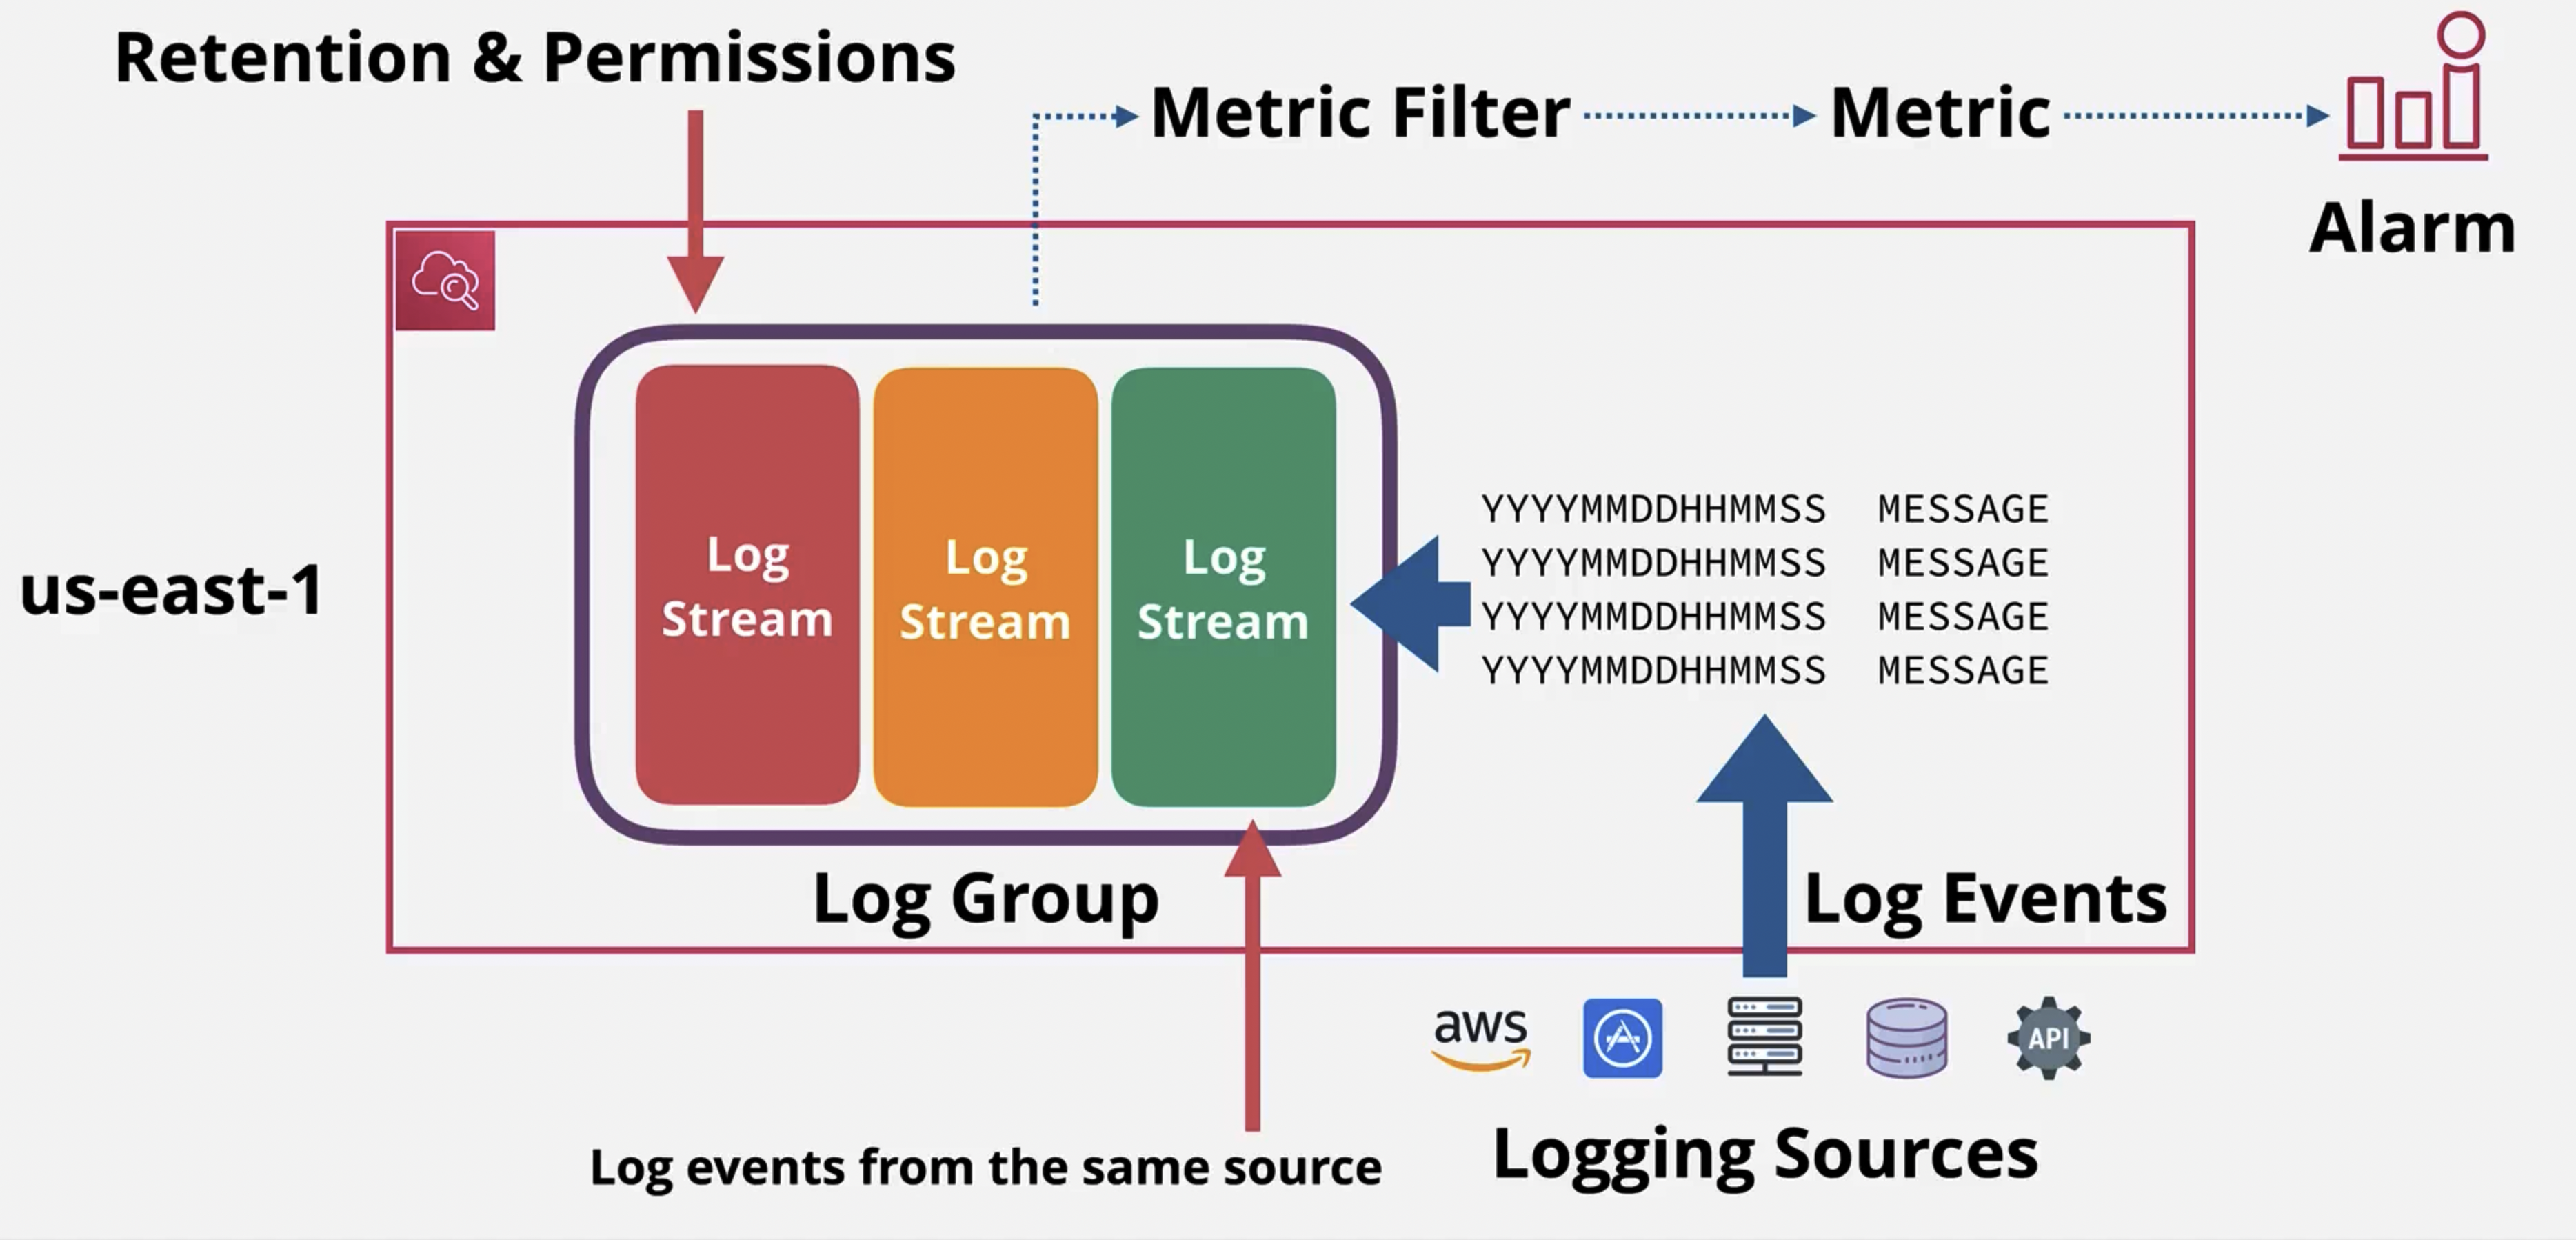 Retention & Permissions
Metric Filter
Metric
Alarm
us-east-1
Log
Stream
Log
Stream
Log
Stream
YYYYMMDDHHMMSS MESSAGE
YYYYMMDDHHMMSS MESSAGE
YYYYMMDDHHMMSS MESSAGE
YYYYMMDDHHMMSS MESSAGE
Log Group
Log Events
aws
API
Log events from the same source
Logging Sources